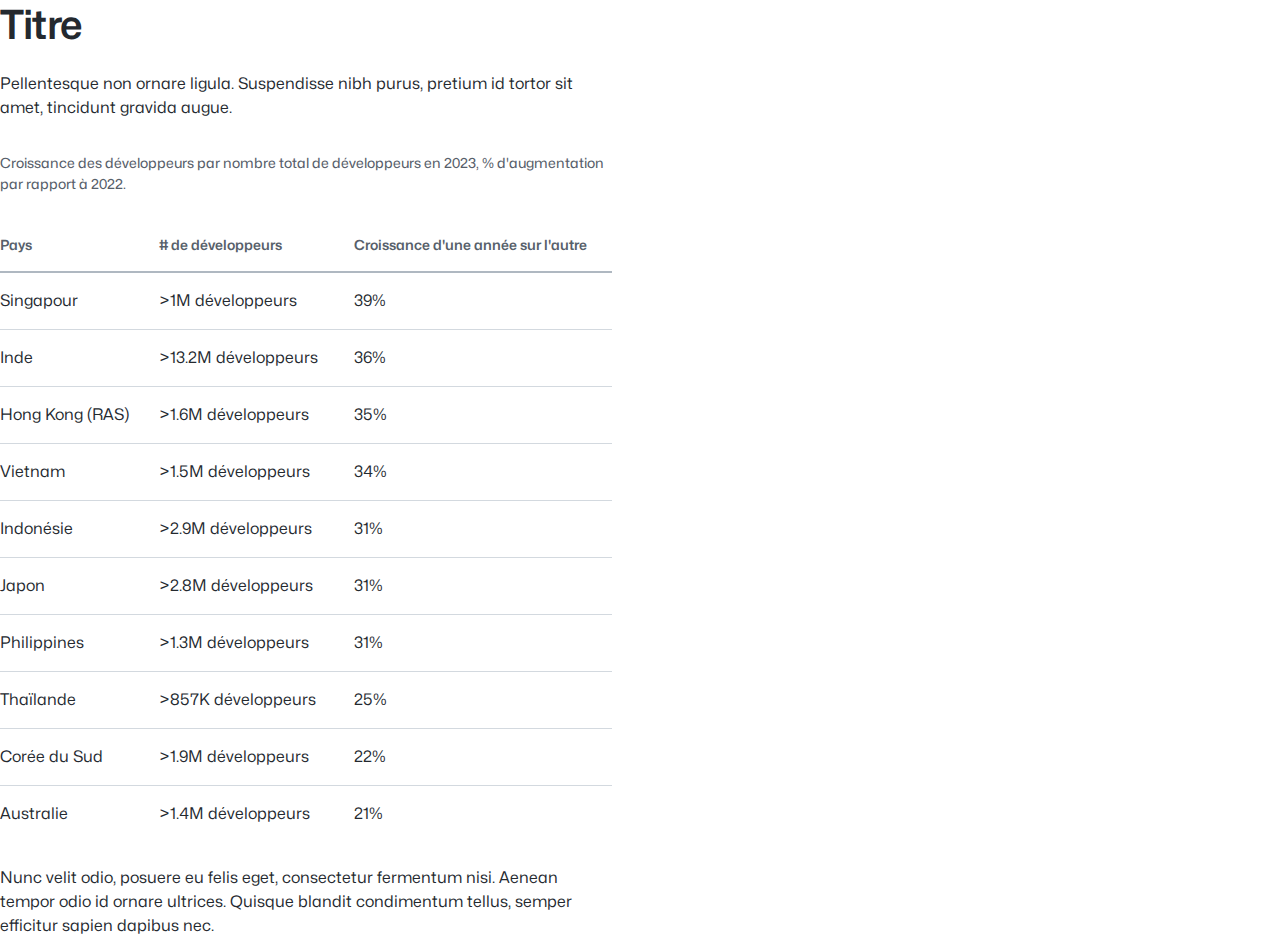 Titre
Pellentesque non ornare ligula. Suspendisse nibh purus, pretium id tortor sit
amet, tincidunt gravida augue.
Croissance des développeurs par nombre total de développeurs en 2023, % d'augmentation
par rapport à 2022.
Pays # de développeurs Croissance d'une année sur l'autre
Singapour >1M développeurs 39%
Inde >13.2M développeurs 36%
Hong Kong (RAS) >1.6M développeurs 35%
Vietnam >1.5M développeurs 34%
Indonésie >2.9M développeurs 31%
Japon >2.8M développeurs 31%
Philippines >1.3M développeurs 31%
Thaïlande >857K développeurs 25%
Corée du Sud >1.9M développeurs 22%
Australie >1.4M développeurs 21%
Nunc velit odio, posuere eu felis eget, consectetur fermentum nisi. Aenean
tempor odio id ornare ultrices. Quisque blandit condimentum tellus, semper
efficitur sapien dapibus nec.